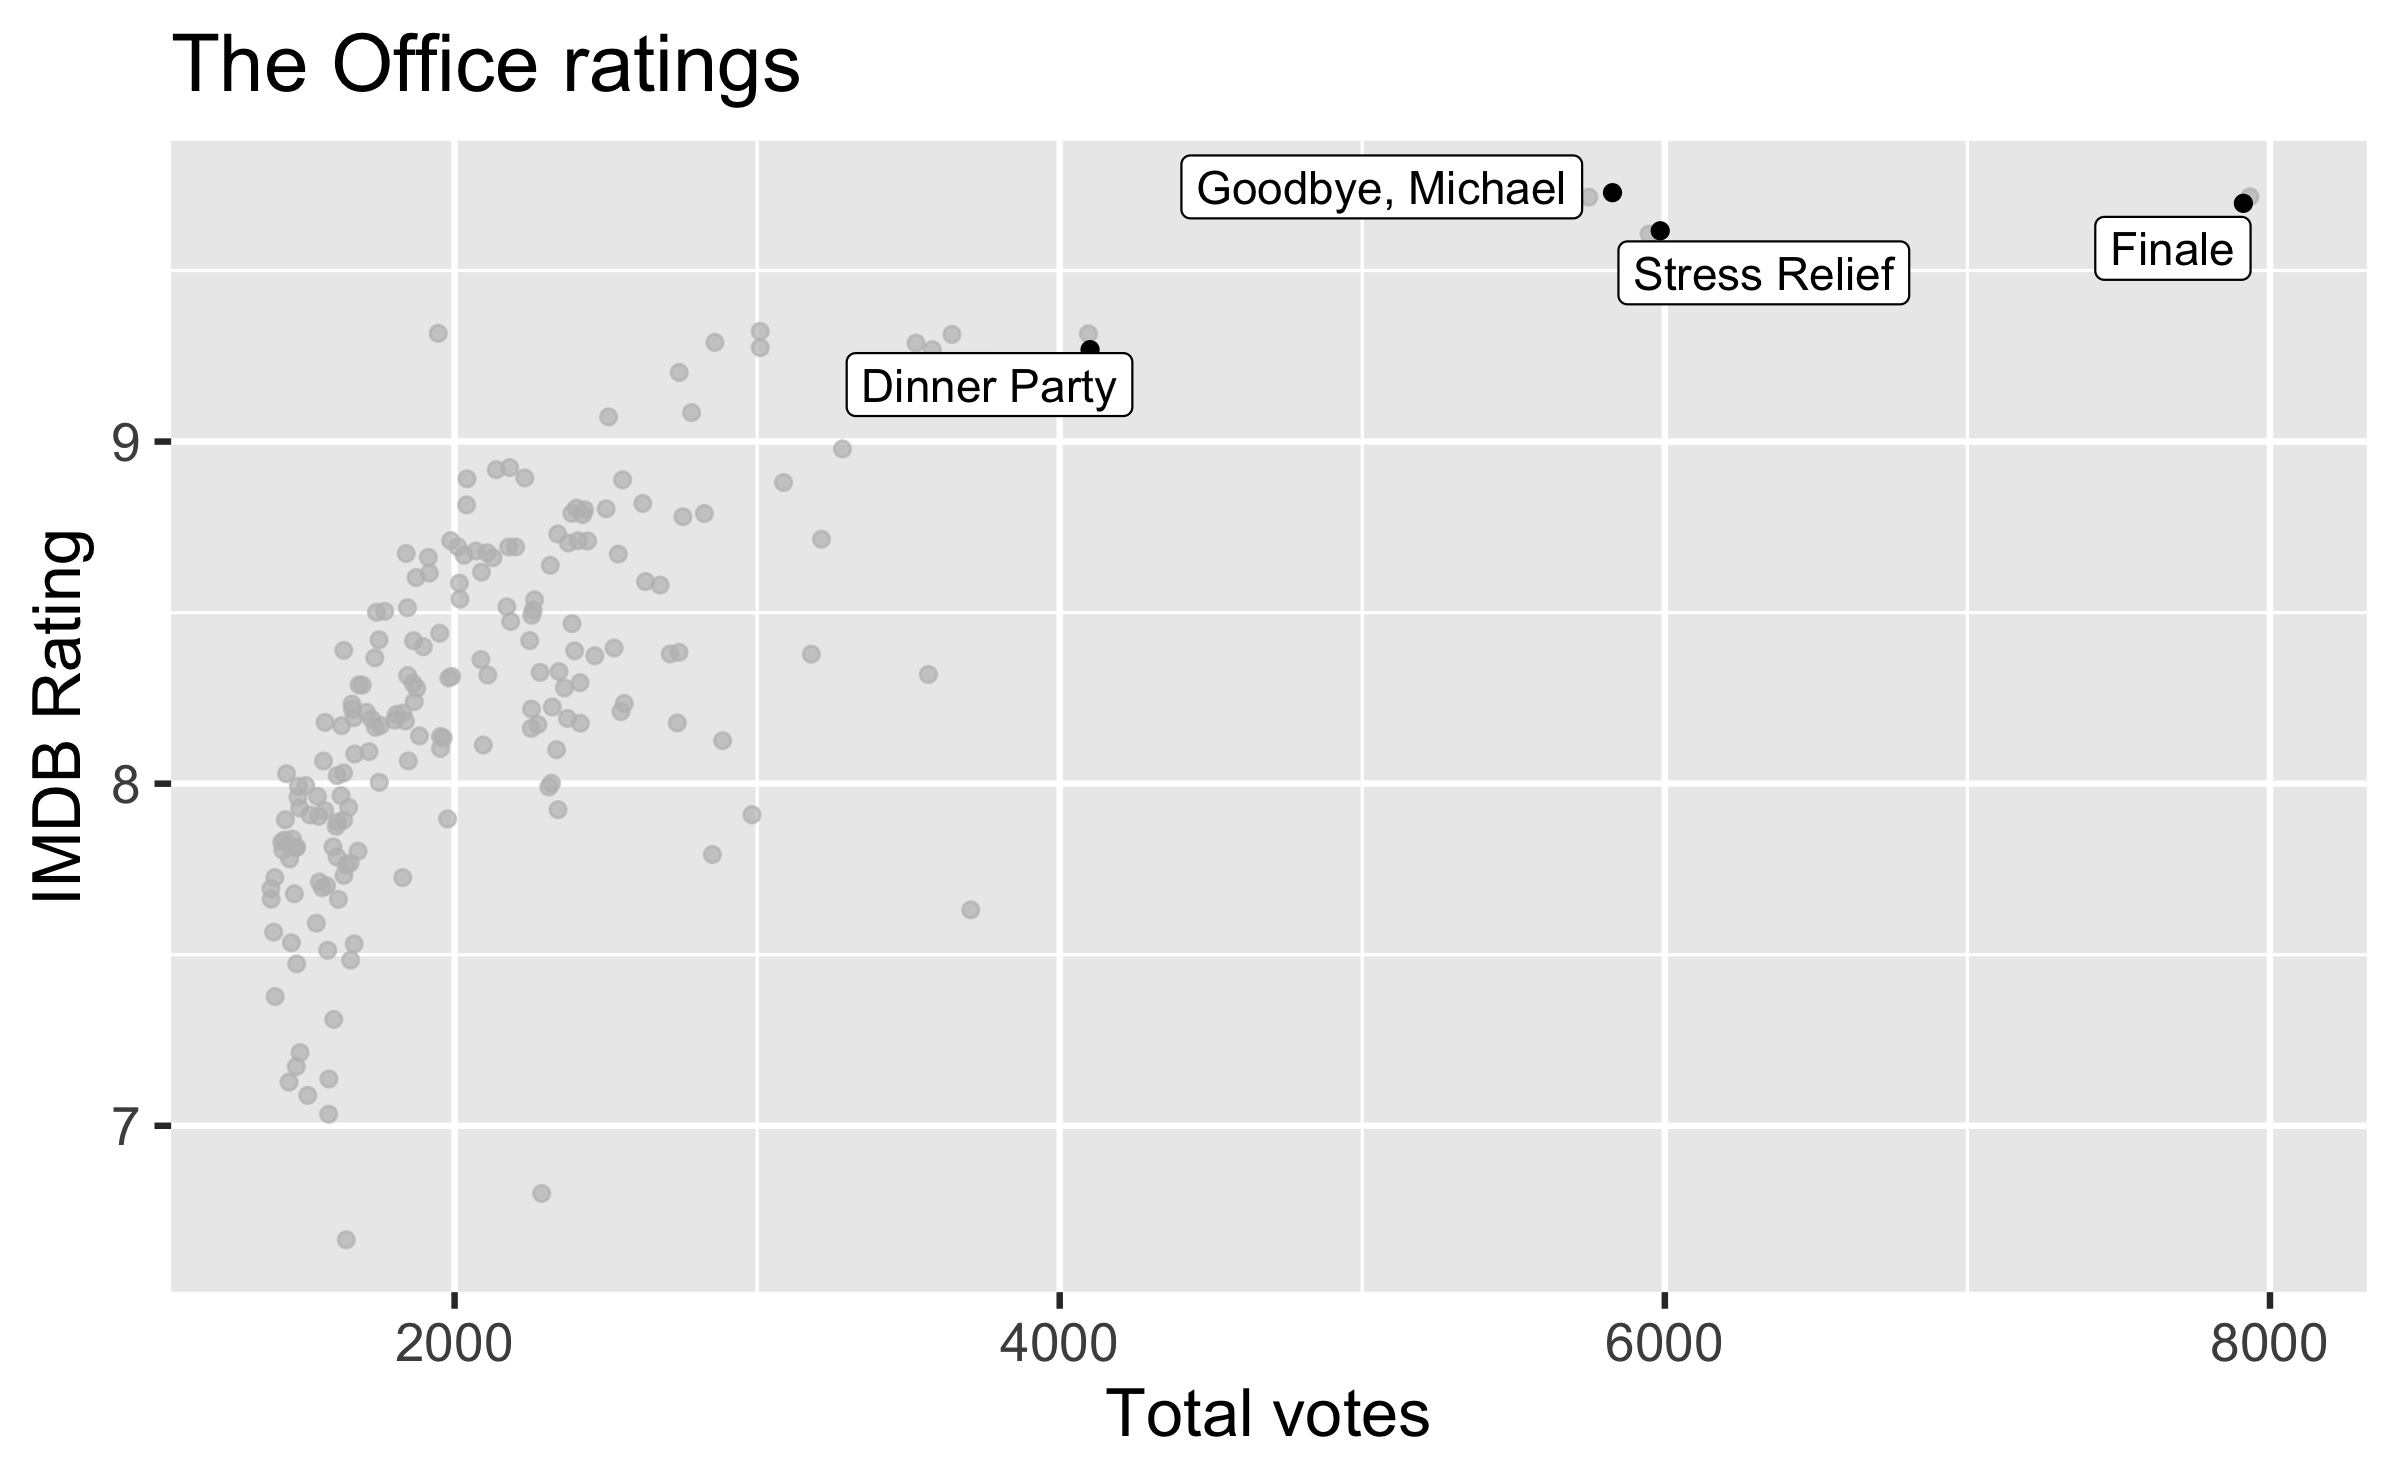 The Office ratings
Goodbye, Michael
Finale
Stress Relief
Dinner Party
9
8
7
IMDB Rating
2000 4000 6000 8000
Total votes